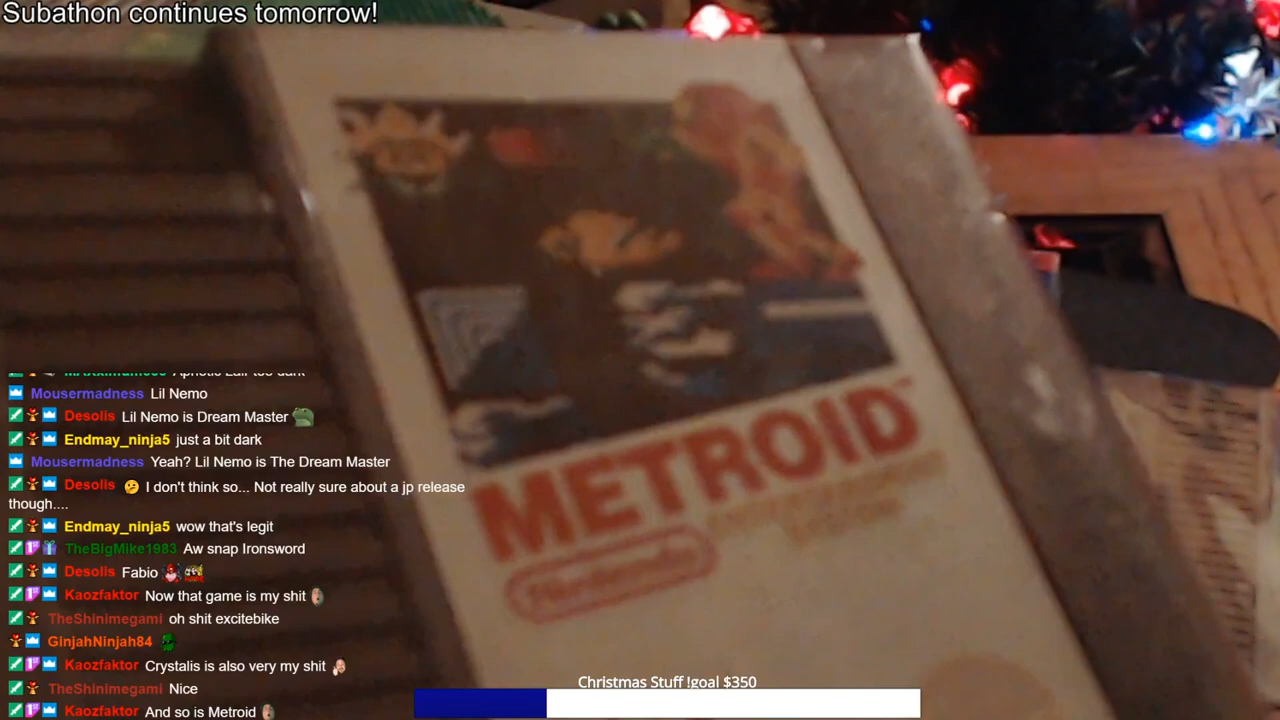 Subathon continues tomorrow!
METROID
Nintendo
Mousermadness Lil Nemo
Desolis Lil Nemo is Dream Master
Endmay_ninja5 just a bit dark
Mousermadness Yeah? Lil Nemo is The Dream Master
Desolis I don't think so... Not really sure about a jp release
though....
Endmay_ninja5 wow that's legit
TheBigMike1983 Aw snap Ironsword
Desolis Fabio
Kaozfaktor Now that game is my shit
TheShinimegami oh shit excitebike
GinjahNinjah84
Kaozfaktor Crystalis is also very my shit
TheShinimegami Nice
Kaozfaktor And so is Metroid
Christmas Stuff !goal $350